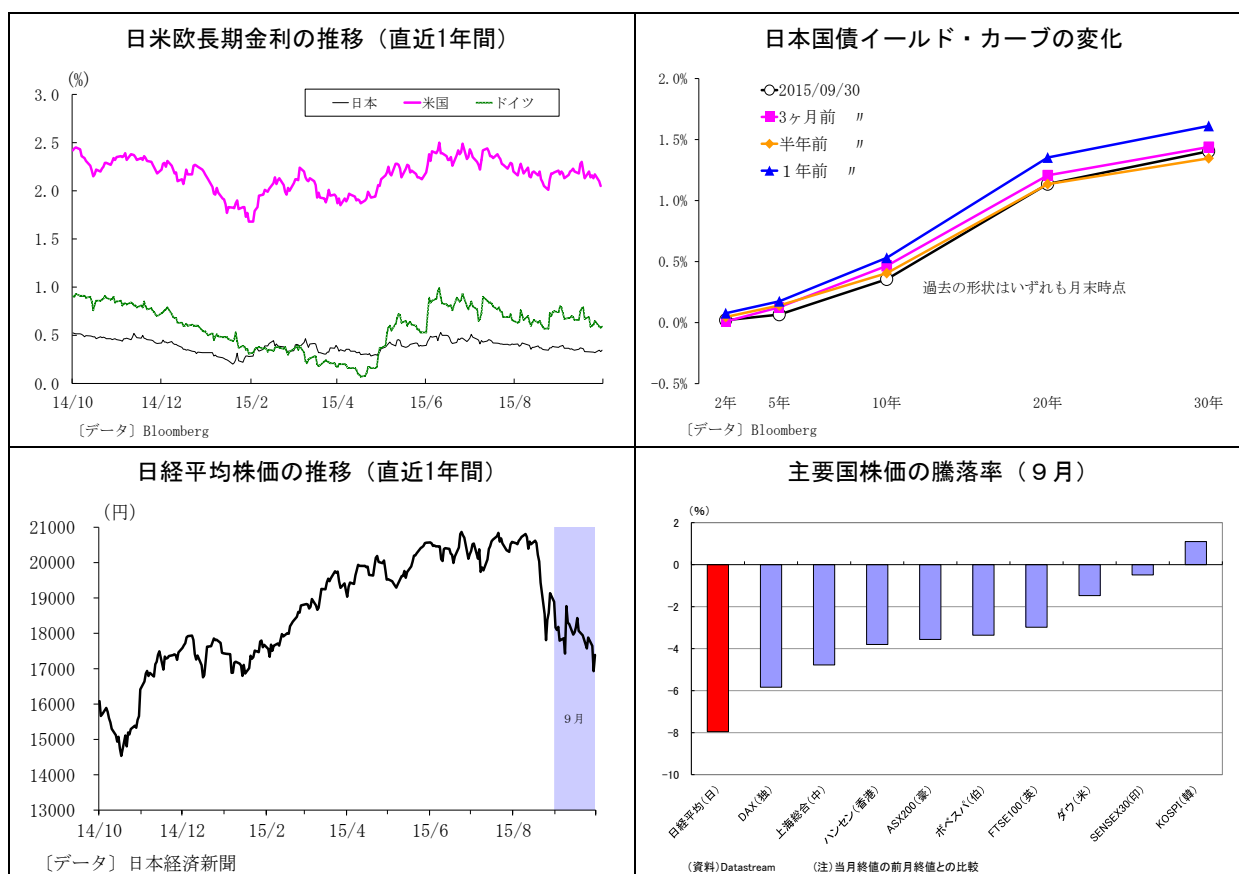 日米欧長期金利の推移（直近1年間）
(%)
日本 米国 ドイツ
3.0
2.5
2.0
1.5
1.0
0.5
0.0
14/10 14/12 15/2 15/4 15/6 15/8
〔データ〕Bloomberg
日本国債イールド・カーブの変化
2015/09/30
3ヶ月前 〃
半年前 〃
1年前 〃
2.0%
1.5%
1.0%
0.5%
0.0%
-0.5%
過去の形状はいずれも月末時点
2年 5年 10年 20年 30年
〔データ〕Bloomberg
日経平均株価の推移（直近1年間）
(円)
21000
20000
19000
18000
17000
16000
15000
14000
13000
9月
14/10 14/12 15/2 15/4 15/6 15/8
〔データ〕日本経済新聞
主要国株価の騰落率（９月）
(%)
2
0
-2
-4
-6
-8
-10
日経平均(日) DAX(独) 上海総合(中) ハンセン(香港) ASX200(豪) ボベスパ(伯) FTSE100(英) ダウ(米) SENSEX30(印) KOSPI(韓)
(資料)Datastream (注)当月終値の前月終値との比較